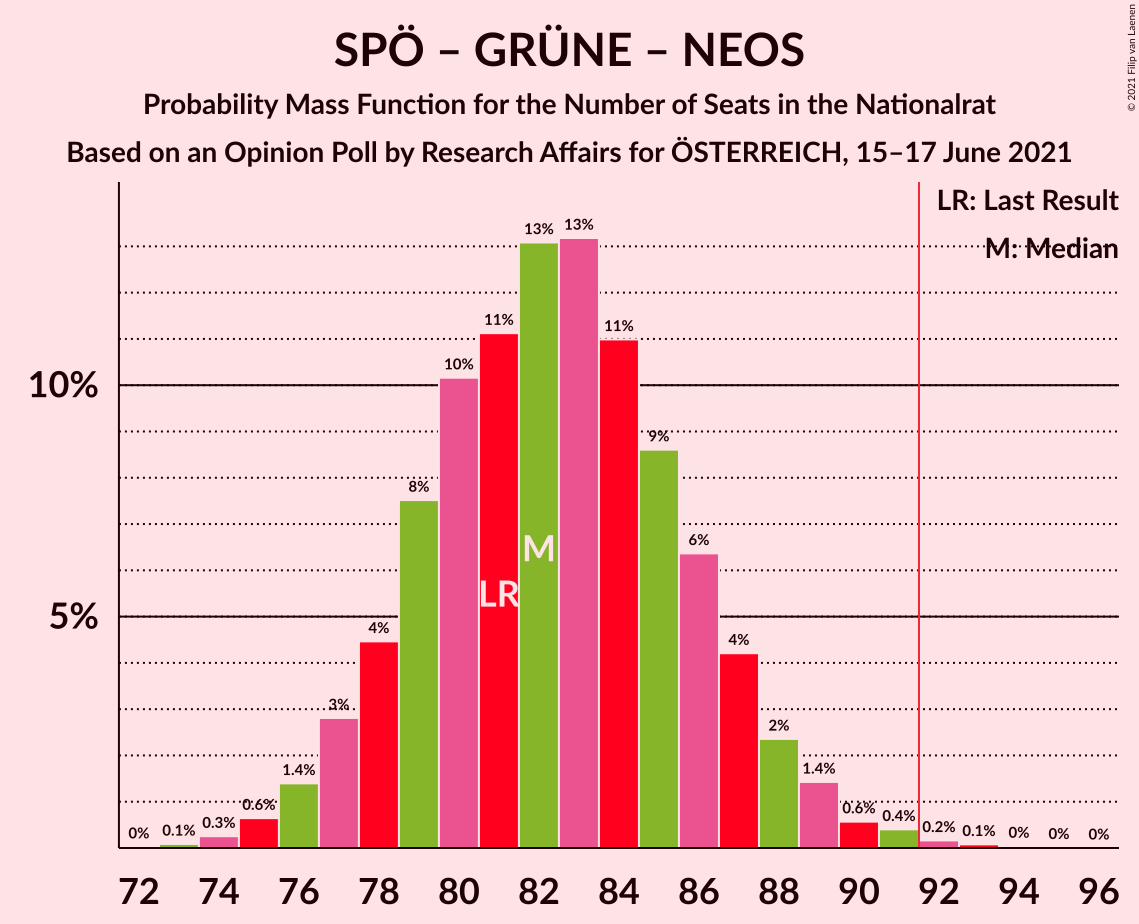 SPÖ – GRÜNE – NEOS
Probability Mass Function for the Number of Seats in the Nationalrat
Based on an Opinion Poll by Research Affairs for ÖSTERREICH, 15–17 June 2021
© 2021 Filip van Laenen
LR: Last Result
M: Median
10%
5%
0% 0.1% 0.3% 0.6% 1.4% 3% 4% 8% 10% 11% 13% 13% 11% 9% 6% 4% 2% 1.4% 0.6% 0.4% 0.2% 0.1% 0% 0% 0%
M
LR
72 74 76 78 80 82 84 86 88 90 92 94 96